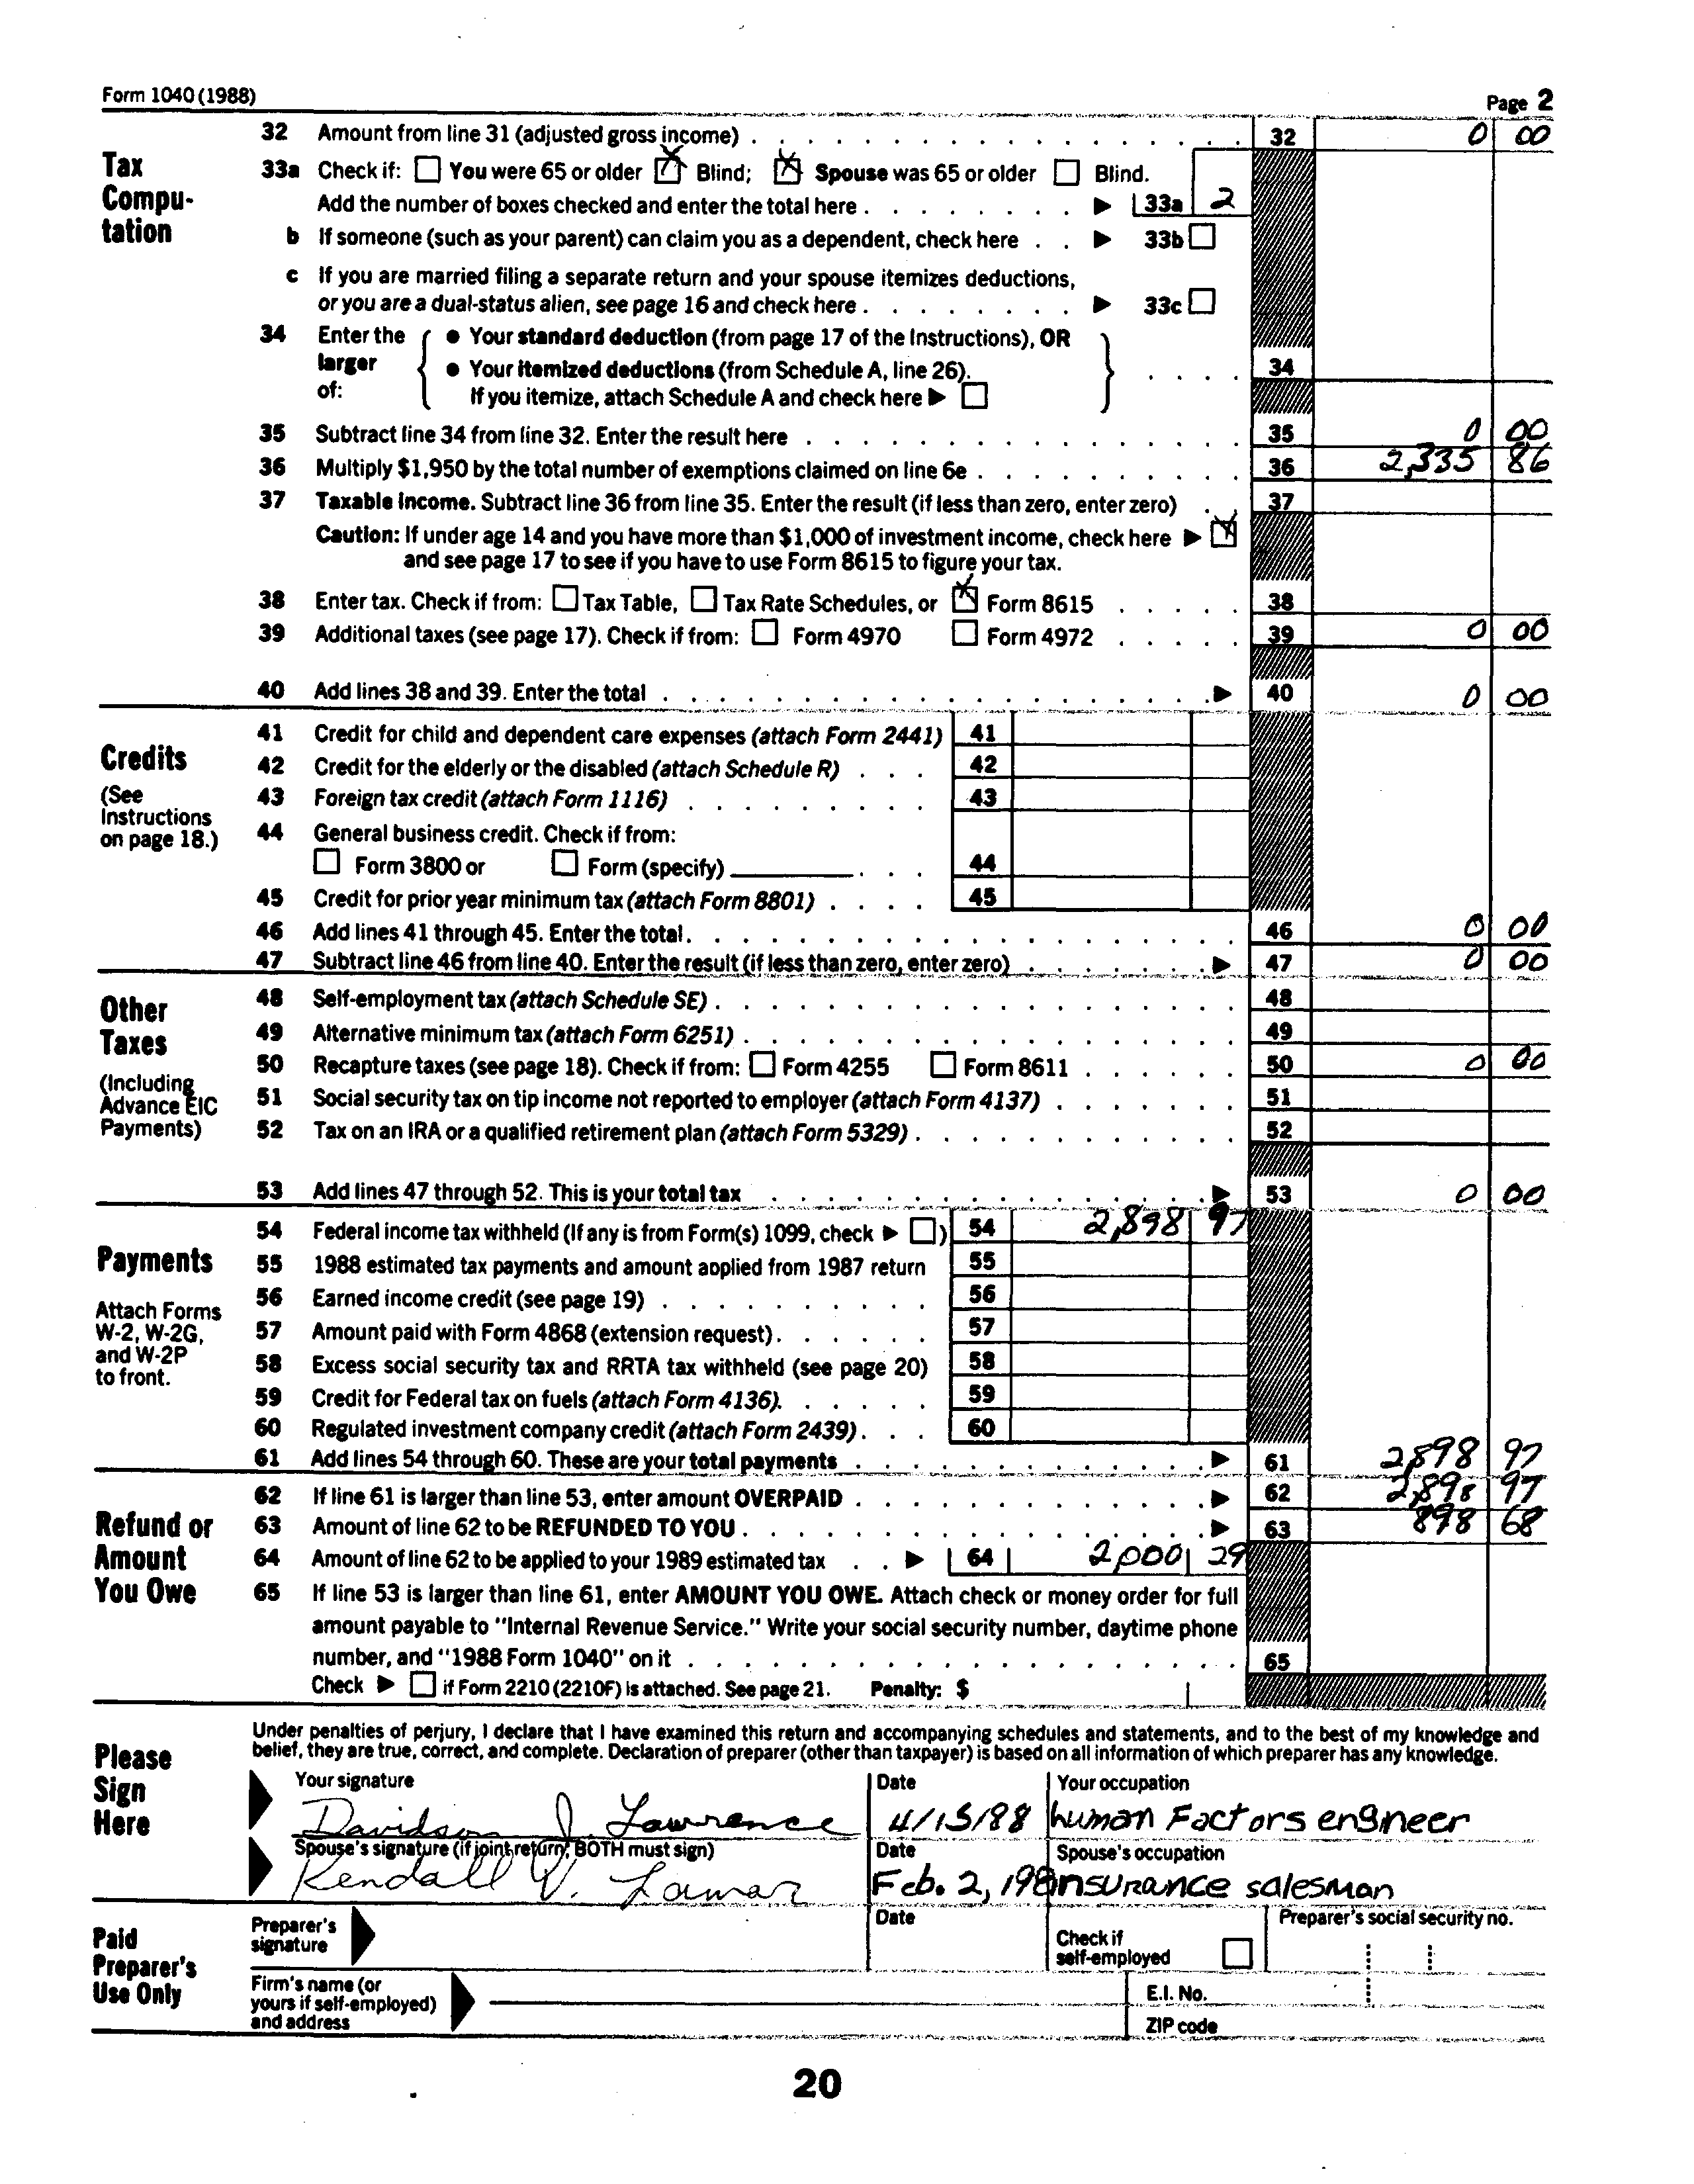 Form 1040 (1988) Page 2
Tax Computation
32 Amount from line 31 (adjusted gross income) 32 0 00
33a Check if: You were 65 or older Blind; Spouse was 65 or older Blind.
Add the number of boxes checked and enter the total here 33a 2
b If someone (such as your parent) can claim you as a dependent, check here 33b
c If you are married filing a separate return and your spouse itemizes deductions,
or you are a dual-status alien, see page 16 and check here 33c
34 Enter the larger of: { • Your standard deduction (from page 17 of the Instructions), OR
• Your itemized deductions (from Schedule A, line 26). } 34
If you itemize, attach Schedule A and check here ▶
35 Subtract line 34 from line 32. Enter the result here 35 0 00
36 Multiply $1,950 by the total number of exemptions claimed on line 6e 36 2,335 86
37 Taxable income. Subtract line 36 from line 35. Enter the result (if less than zero, enter zero) 37
Caution: If under age 14 and you have more than $1,000 of investment income, check here ▶
and see page 17 to see if you have to use Form 8615 to figure your tax.
38 Enter tax. Check if from: Tax Table, Tax Rate Schedules, or Form 8615 38
39 Additional taxes (see page 17). Check if from: Form 4970 Form 4972 39 0 00
40 Add lines 38 and 39. Enter the total ▶ 40 0 00
Credits
(See Instructions on page 18.)
41 Credit for child and dependent care expenses (attach Form 2441) 41
42 Credit for the elderly or the disabled (attach Schedule R) 42
43 Foreign tax credit (attach Form 1116) 43
44 General business credit. Check if from:
Form 3800 or Form (specify) 44
45 Credit for prior year minimum tax (attach Form 8801) 45
46 Add lines 41 through 45. Enter the total 46 0 00
47 Subtract line 46 from line 40. Enter the result (if less than zero, enter zero) ▶ 47 0 00
Other Taxes
(Including Advance EIC Payments)
48 Self-employment tax (attach Schedule SE) 48
49 Alternative minimum tax (attach Form 6251) 49
50 Recapture taxes (see page 18). Check if from: Form 4255 Form 8611 50 0 00
51 Social security tax on tip income not reported to employer (attach Form 4137) 51
52 Tax on an IRA or a qualified retirement plan (attach Form 5329) 52
53 Add lines 47 through 52. This is your total tax ▶ 53 0 00
Payments
Attach Forms W-2, W-2G, and W-2P to front.
54 Federal income tax withheld (If any is from Form(s) 1099, check ▶ ) 54 2,898 97
55 1988 estimated tax payments and amount applied from 1987 return 55
56 Earned income credit (see page 19) 56
57 Amount paid with Form 4868 (extension request) 57
58 Excess social security tax and RRTA tax withheld (see page 20) 58
59 Credit for Federal tax on fuels (attach Form 4136) 59
60 Regulated investment company credit (attach Form 2439) 60
61 Add lines 54 through 60. These are your total payments ▶ 61 2,898 97
Refund or Amount You Owe
62 If line 61 is larger than line 53, enter amount OVERPAID ▶ 62 2,898 97
63 Amount of line 62 to be REFUNDED TO YOU ▶ 63 898 68
64 Amount of line 62 to be applied to your 1989 estimated tax ▶ 64 2,000 29
65 If line 53 is larger than line 61, enter AMOUNT YOU OWE. Attach check or money order for full
amount payable to "Internal Revenue Service." Write your social security number, daytime phone
number, and "1988 Form 1040" on it 65
Check ▶ if Form 2210 (2210F) is attached. See page 21. Penalty: $
Please Sign Here
Under penalties of perjury, I declare that I have examined this return and accompanying schedules and statements, and to the best of my knowledge and
belief, they are true, correct, and complete. Declaration of preparer (other than taxpayer) is based on all information of which preparer has any knowledge.
Your signature Date Your occupation
Davidson J. Lawrence 4/15/88 human Factors engineer
Spouse's signature (if joint return, BOTH must sign) Date Spouse's occupation
Kendall V. Lamar Feb. 2, 198 insurance salesman
Paid Preparer's Use Only
Preparer's signature Date Check if self-employed Preparer's social security no.
Firm's name (or yours if self-employed) and address E.I. No.
ZIP code
20